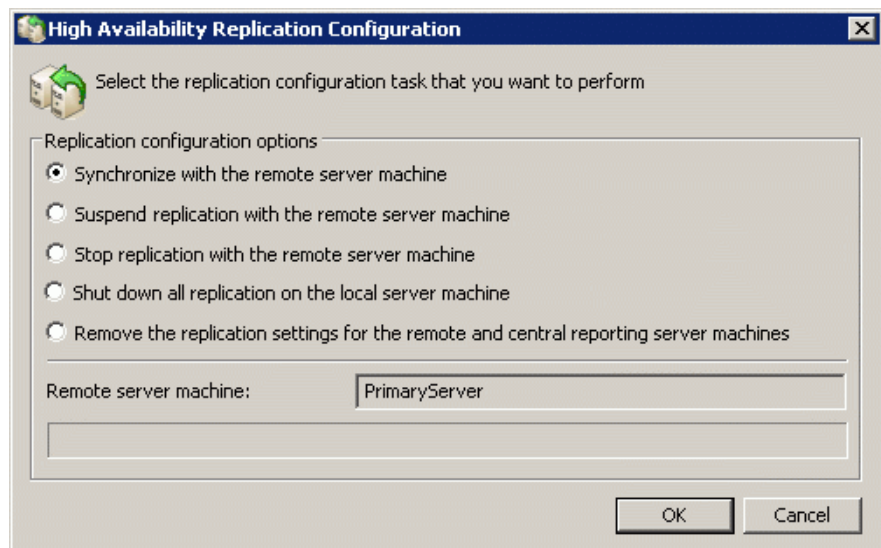 High Availability Replication Configuration
Select the replication configuration task that you want to perform
Replication configuration options
Synchronize with the remote server machine
Suspend replication with the remote server machine
Stop replication with the remote server machine
Shut down all replication on the local server machine
Remove the replication settings for the remote and central reporting server machines
Remote server machine: PrimaryServer
OK Cancel